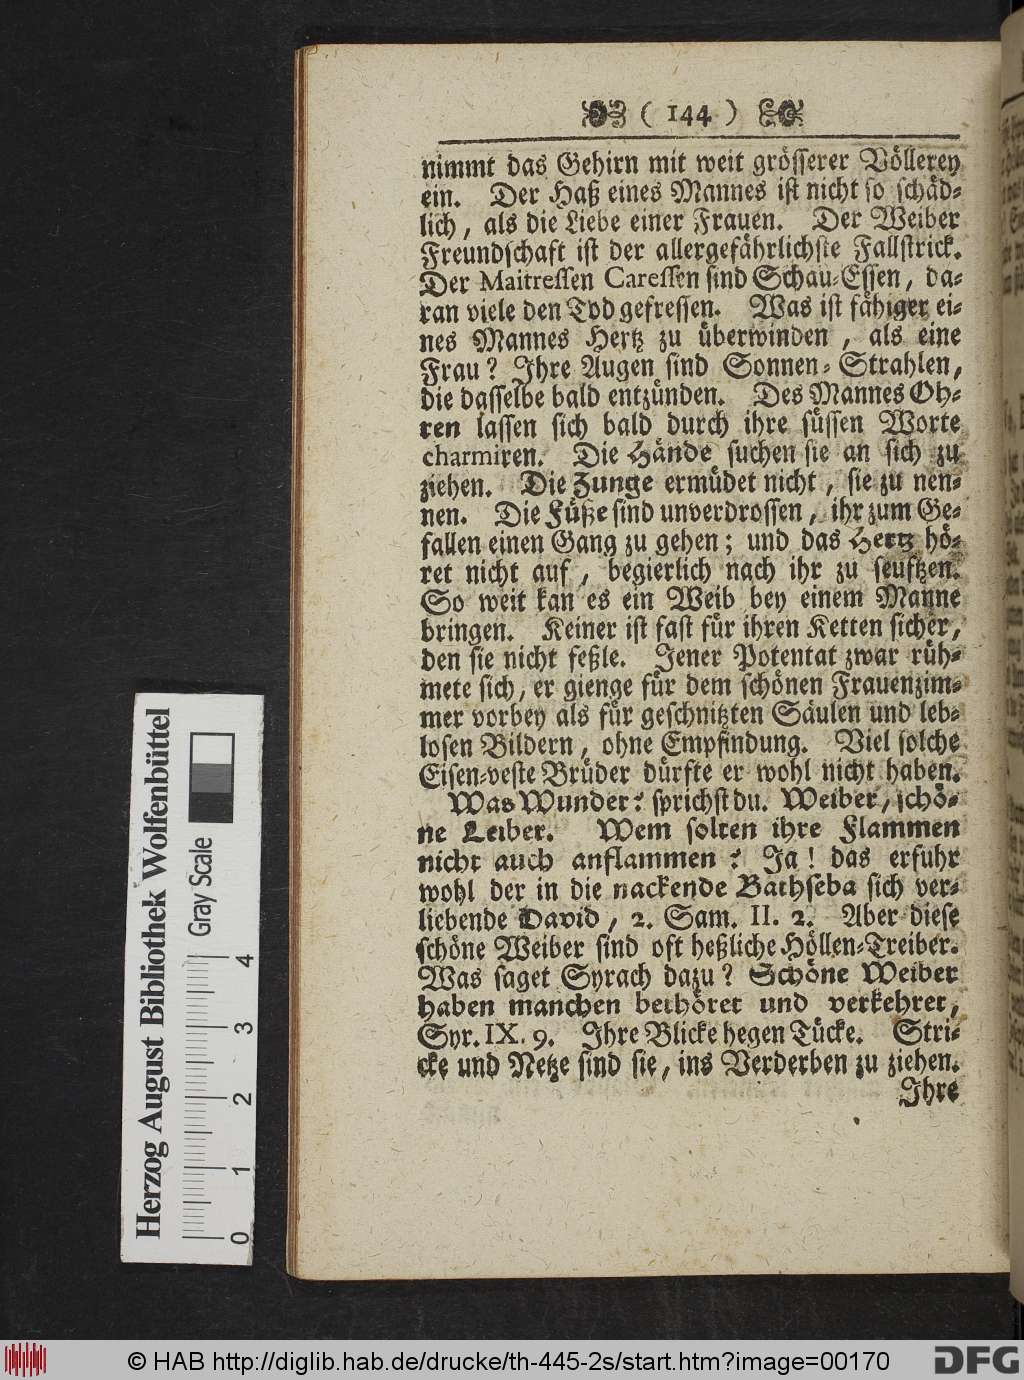 ( 144 )
nimmt das Gehirn mit weit grösserer Völlerey
ein. Der Haß eines Mannes ist nicht so schäd-
lich, als die Liebe einer Frauen. Der Weiber
Freundschaft ist der allergefährlichste Fallstrick.
Der Maitressen Caressen sind Schau-Essen, da-
ran viele den Tod gefressen. Was ist fähiger ei-
nes Mannes Hertz zu überwinden, als eine
Frau? Ihre Augen sind Sonnen-Strahlen,
die dasselbe bald entzünden. Des Mannes Oh-
ren lassen sich bald durch ihre süssen Worte
charmiren. Die Hände suchen sie an sich zu
ziehen. Die Zunge ermüdet nicht, sie zu nen-
nen. Die Füße sind unverdrossen, ihr zum Ge-
fallen einen Gang zu gehen; und das Hertz hö-
ret nicht auf, begierlich nach ihr zu seuftzen.
So weit kan es ein Weib bey einem Manne
bringen. Keiner ist fast für ihren Ketten sicher,
den sie nicht feßle. Jener Potentat zwar rüh-
mete sich, er gienge für dem schönen Frauenzim-
mer vorbey als für geschnitzten Säulen und leb-
losen Bildern, ohne Empfindung. Viel solche
Eisen-veste Brüder dürfte er wohl nicht haben.
Was Wunder? sprichst du. Weiber, schö-
ne Leiber. Wem solten ihre Flammen
nicht auch anflammen? Ja! das erfuhr
wohl der in die nackende Bathseba sich ver-
liebende David, 2. Sam. II. 2. Aber diese
schöne Weiber sind oft heßliche Höllen-Treiber.
Was saget Syrach dazu? Schöne Weiber
haben manchen bethöret und verkehret,
Syr. IX. 9. Ihre Blicke hegen Tücke. Stri-
cke und Netze sind sie, ins Verderben zu ziehen.
Ihre
Herzog August Bibliothek Wolfenbüttel
Gray Scale
0 1 2 3 4
© HAB http://diglib.hab.de/drucke/th-445-2s/start.htm?image=00170
DFG